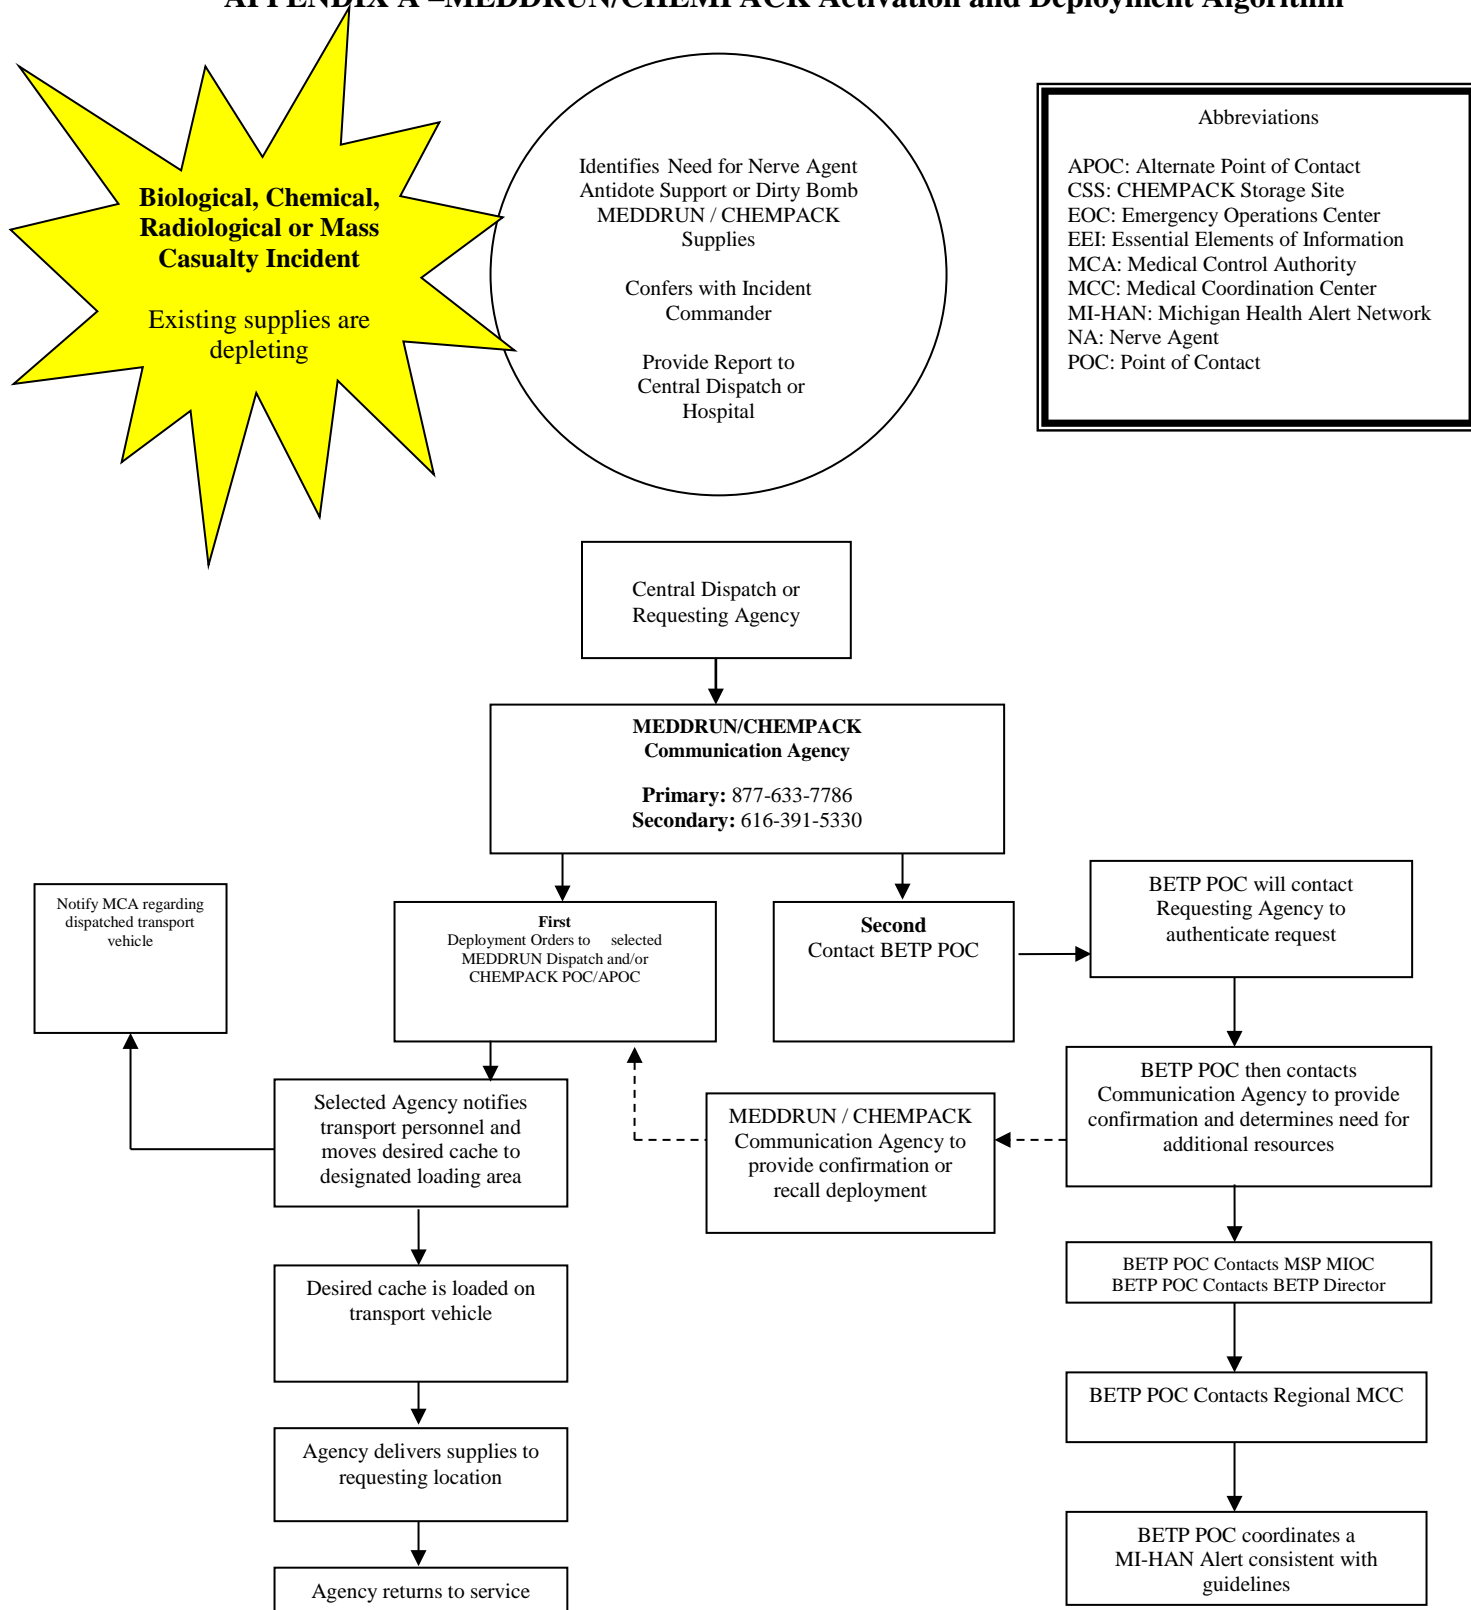 APPENDIX A –MEDDRUN/CHEMPACK Activation and Deployment Algorithm
Biological, Chemical,
Radiological or Mass
Casualty Incident
Existing supplies are
depleting
Identifies Need for Nerve Agent
Antidote Support or Dirty Bomb
MEDDRUN / CHEMPACK
Supplies
Confers with Incident
Commander
Provide Report to
Central Dispatch or
Hospital
Abbreviations
APOC: Alternate Point of Contact
CSS: CHEMPACK Storage Site
EOC: Emergency Operations Center
EEI: Essential Elements of Information
MCA: Medical Control Authority
MCC: Medical Coordination Center
MI-HAN: Michigan Health Alert Network
NA: Nerve Agent
POC: Point of Contact
Central Dispatch or
Requesting Agency
MEDDRUN/CHEMPACK
Communication Agency
Primary: 877-633-7786
Secondary: 616-391-5330
Notify MCA regarding
dispatched transport
vehicle
First
Deployment Orders to selected
MEDDRUN Dispatch and/or
CHEMPACK POC/APOC
Second
Contact BETP POC
BETP POC will contact
Requesting Agency to
authenticate request
Selected Agency notifies
transport personnel and
moves desired cache to
designated loading area
MEDDRUN / CHEMPACK
Communication Agency to
provide confirmation or
recall deployment
BETP POC then contacts
Communication Agency to provide
confirmation and determines need for
additional resources
Desired cache is loaded on
transport vehicle
BETP POC Contacts MSP MIOC
BETP POC Contacts BETP Director
BETP POC Contacts Regional MCC
Agency delivers supplies to
requesting location
BETP POC coordinates a
MI-HAN Alert consistent with
guidelines
Agency returns to service